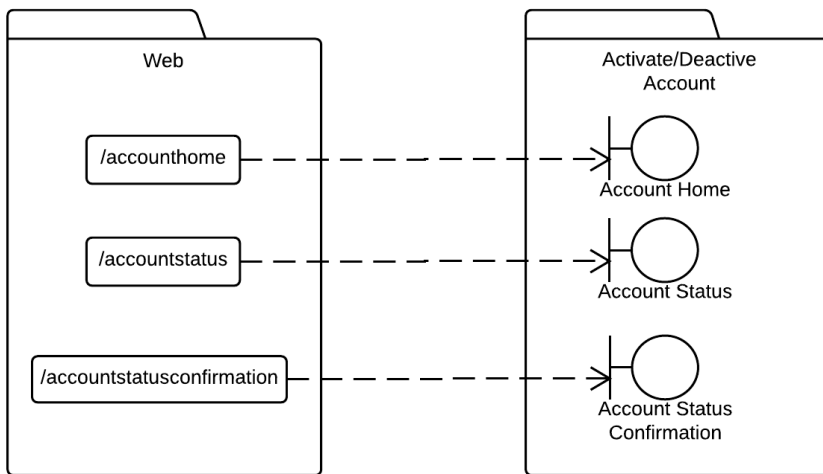 Web
/accounthome
/accountstatus
/accountstatusconfirmation
Activate/Deactive
Account
Account Home
Account Status
Account Status
Confirmation